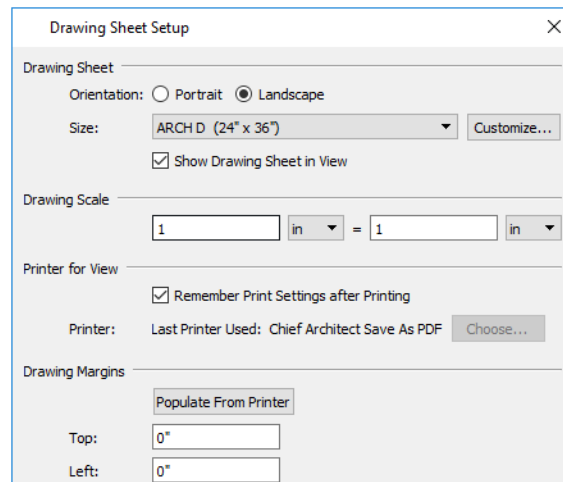 Drawing Sheet Setup
Drawing Sheet
Orientation: Portrait Landscape
Size: ARCH D (24" x 36") Customize...
Show Drawing Sheet in View
Drawing Scale
1 in = 1 in
Printer for View
Remember Print Settings after Printing
Printer: Last Printer Used: Chief Architect Save As PDF Choose...
Drawing Margins
Populate From Printer
Top: 0"
Left: 0"